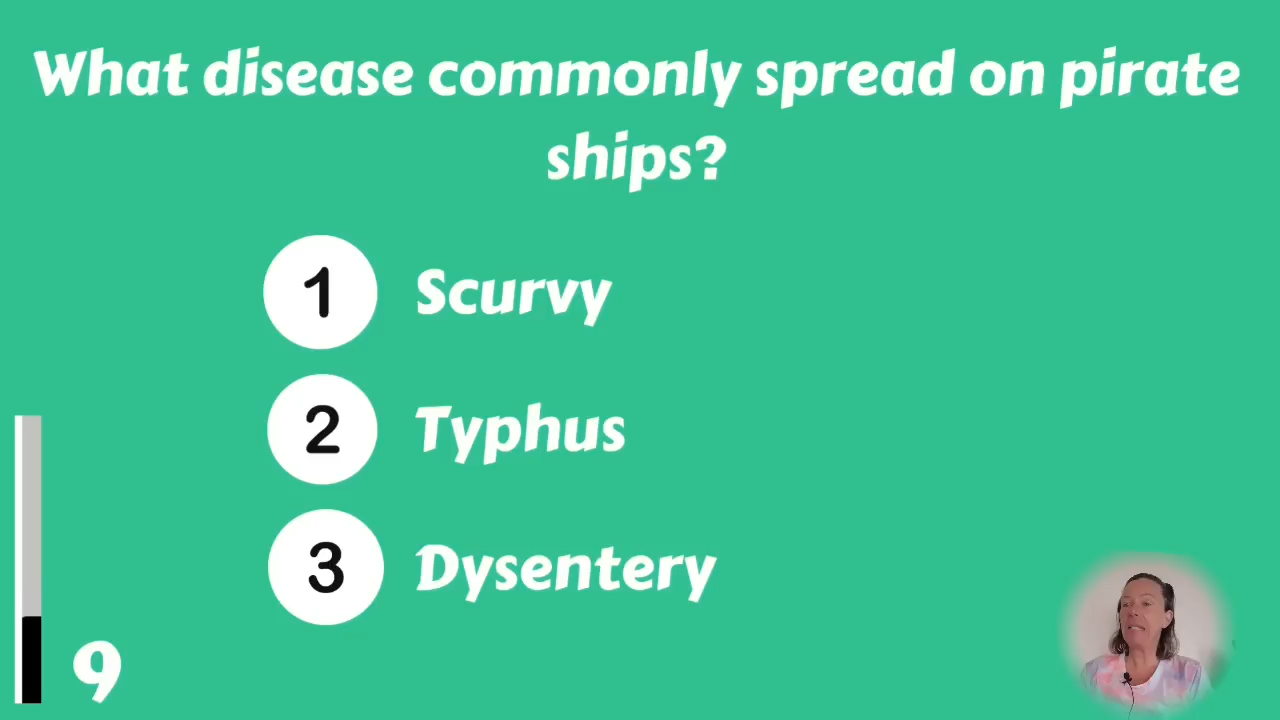 What disease commonly spread on pirate
ships?
1 Scurvy
2 Typhus
3 Dysentery
9